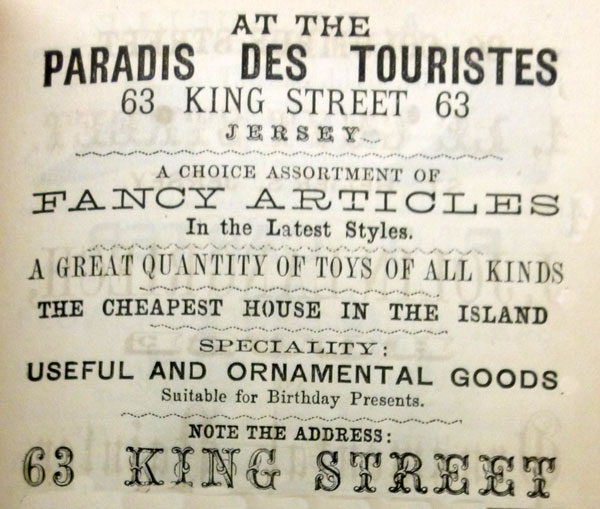 AT THE
PARADIS DES TOURISTES
63 KING STREET 63
JERSEY
A CHOICE ASSORTMENT OF
FANCY ARTICLES
In the Latest Styles.
A GREAT QUANTITY OF TOYS OF ALL KINDS
THE CHEAPEST HOUSE IN THE ISLAND
SPECIALITY:
USEFUL AND ORNAMENTAL GOODS
Suitable for Birthday Presents.
NOTE THE ADDRESS:
63 KING STREET